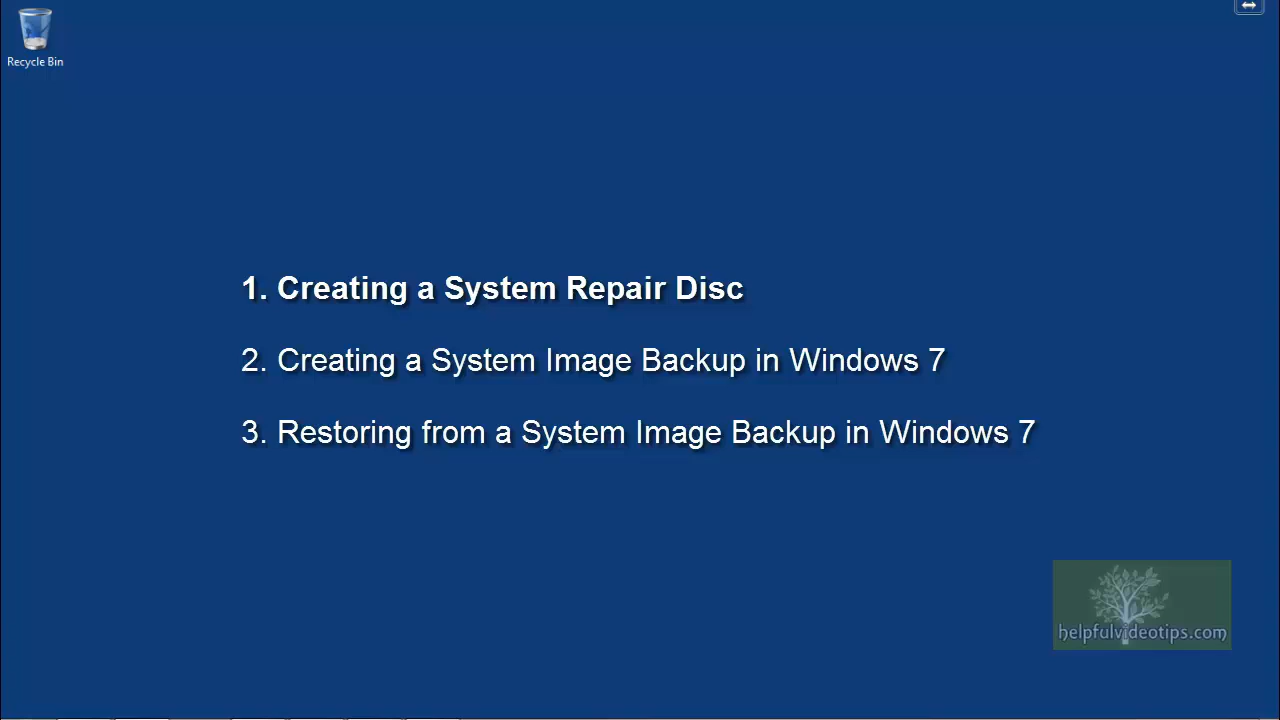 Recycle Bin
1. Creating a System Repair Disc
2. Creating a System Image Backup in Windows 7
3. Restoring from a System Image Backup in Windows 7
helpfulvideotips.com